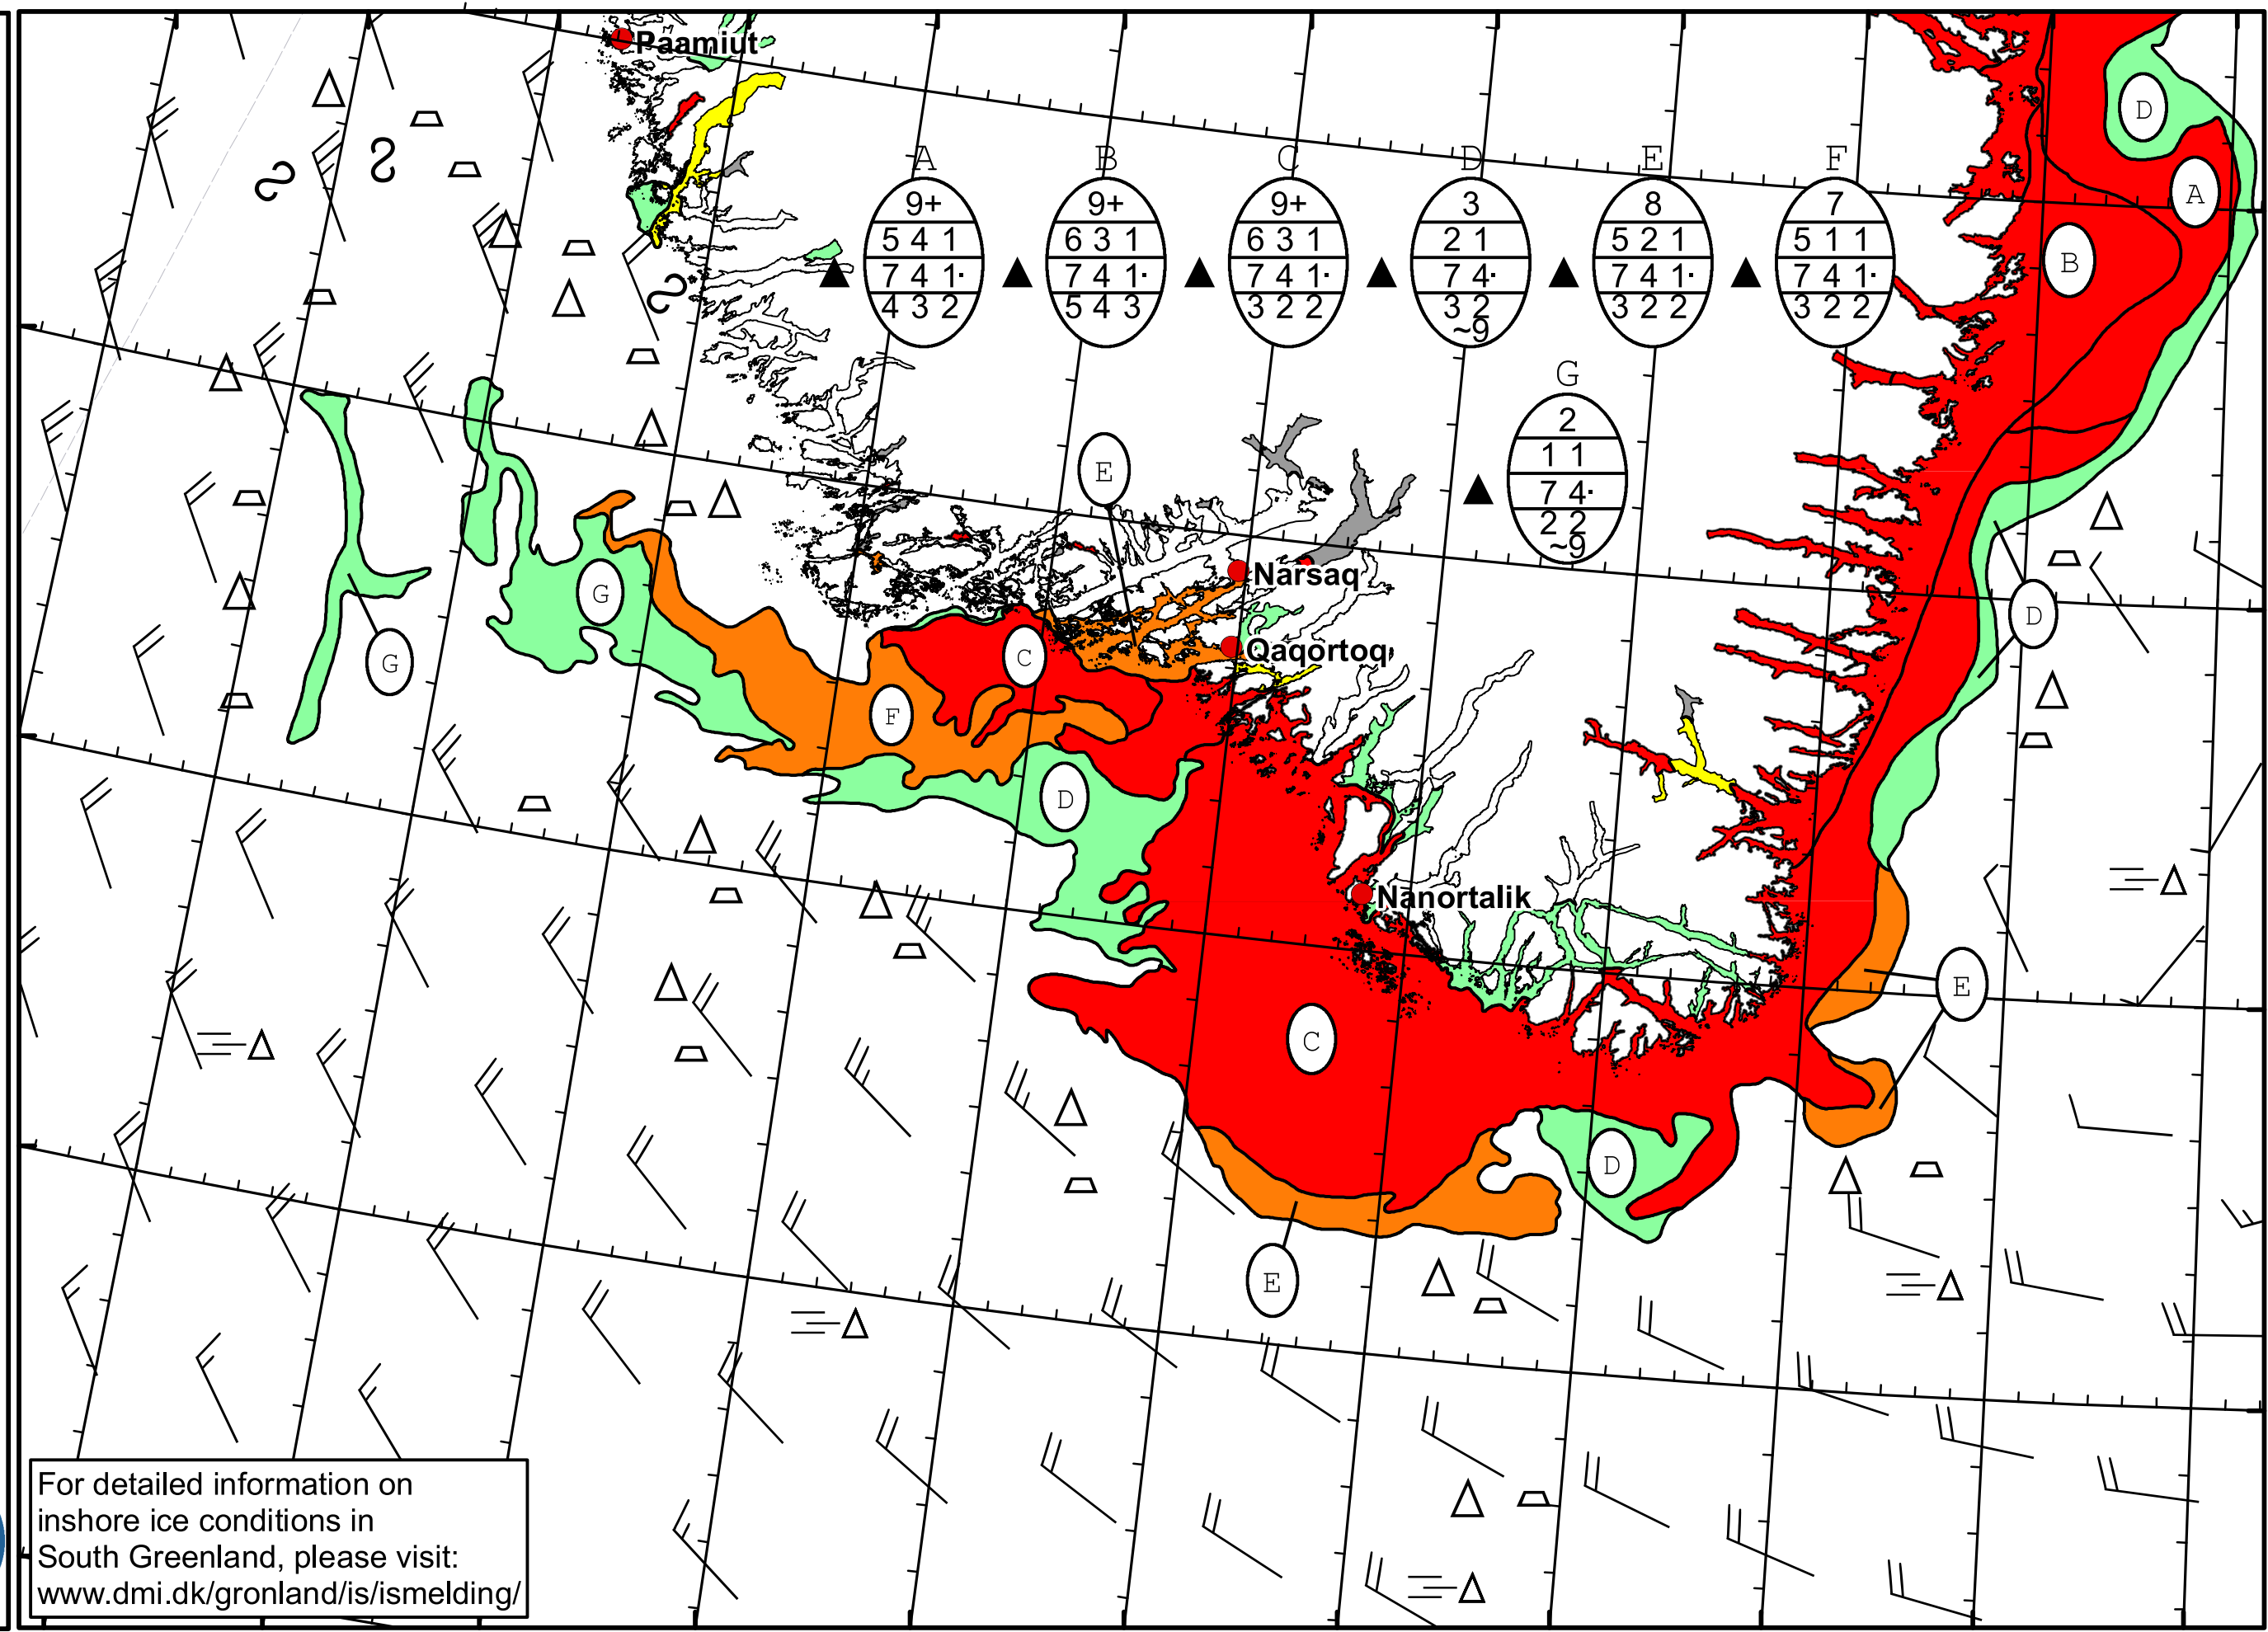 Paamiut
D
A
A B C D E F
9+ 9+ 9+ 3 8 7
5 4 1 6 3 1 6 3 1 2 1 5 2 1 5 1 1
7 4 1· 7 4 1· 7 4 1· 7 4· 7 4 1· 7 4 1·
4 3 2 5 4 3 3 2 2 3 2 3 2 2 3 2 2
~9
B
G
2
1 1
7 4·
2 2
~9
E
Narsaq
G
D
Qaqortoq
C
G
F
D
Nanortalik
E
C
D
E
For detailed information on
inshore ice conditions in
South Greenland, please visit:
www.dmi.dk/gronland/is/ismelding/